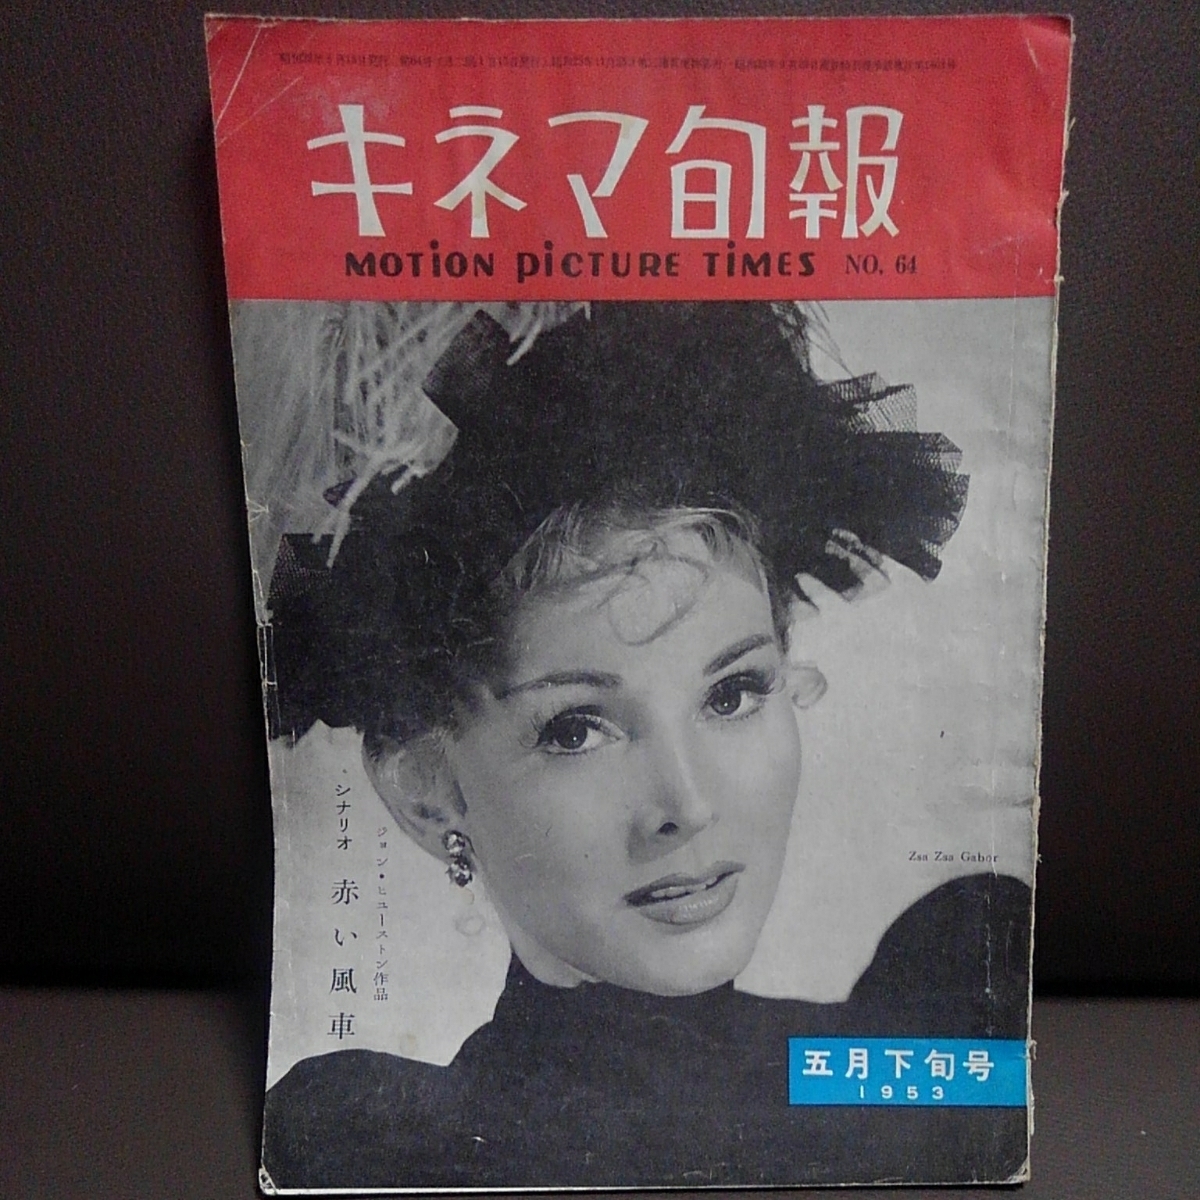 キネマ旬報
MOTiON PiCTURE TiMES NO. 64
Zsa Zsa Gabor
シナリオ 赤い風車
ジョン・ヒューストン作品
五月下旬号
1953